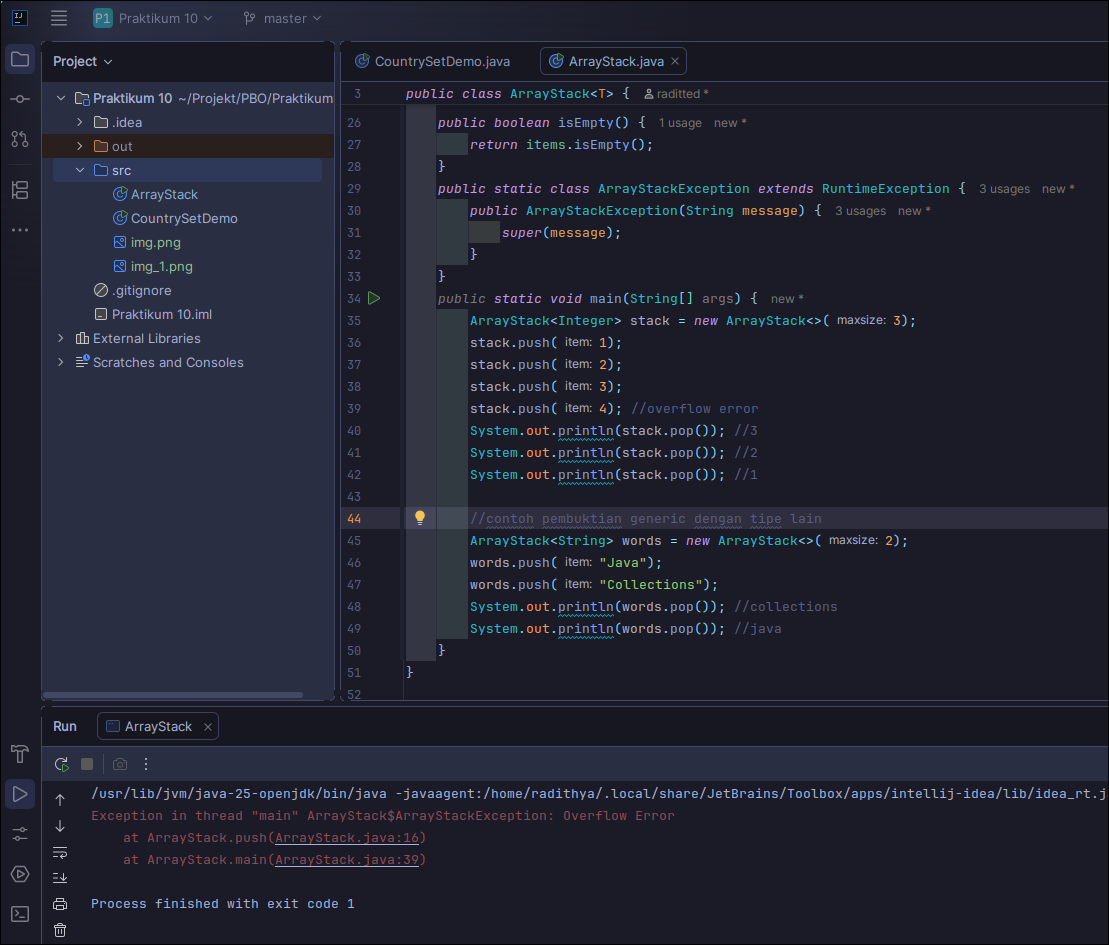 IJ
P1 Praktikum 10 master
Project
Praktikum 10 ~/Projekt/PBO/Praktikum
.idea
out
src
ArrayStack
CountrySetDemo
img.png
img_1.png
.gitignore
Praktikum 10.iml
External Libraries
Scratches and Consoles
CountrySetDemo.java ArrayStack.java
3 public class ArrayStack<T> { raditted *
26 public boolean isEmpty() { 1 usage new *
27 return items.isEmpty();
28 }
29 public static class ArrayStackException extends RuntimeException { 3 usages new *
30 public ArrayStackException(String message) { 3 usages new *
31 super(message);
32 }
33 }
34 public static void main(String[] args) { new *
35 ArrayStack<Integer> stack = new ArrayStack<>( maxsize: 3);
36 stack.push( item: 1);
37 stack.push( item: 2);
38 stack.push( item: 3);
39 stack.push( item: 4); //overflow error
40 System.out.println(stack.pop()); //3
41 System.out.println(stack.pop()); //2
42 System.out.println(stack.pop()); //1
43
44 //contoh pembuktian generic dengan tipe lain
45 ArrayStack<String> words = new ArrayStack<>( maxsize: 2);
46 words.push( item: "Java");
47 words.push( item: "Collections");
48 System.out.println(words.pop()); //collections
49 System.out.println(words.pop()); //java
50 }
51 }
52
Run ArrayStack
/usr/lib/jvm/java-25-openjdk/bin/java -javaagent:/home/radithya/.local/share/JetBrains/Toolbox/apps/intellij-idea/lib/idea_rt.j
Exception in thread "main" ArrayStack$ArrayStackException: Overflow Error
at ArrayStack.push(ArrayStack.java:16)
at ArrayStack.main(ArrayStack.java:39)
Process finished with exit code 1